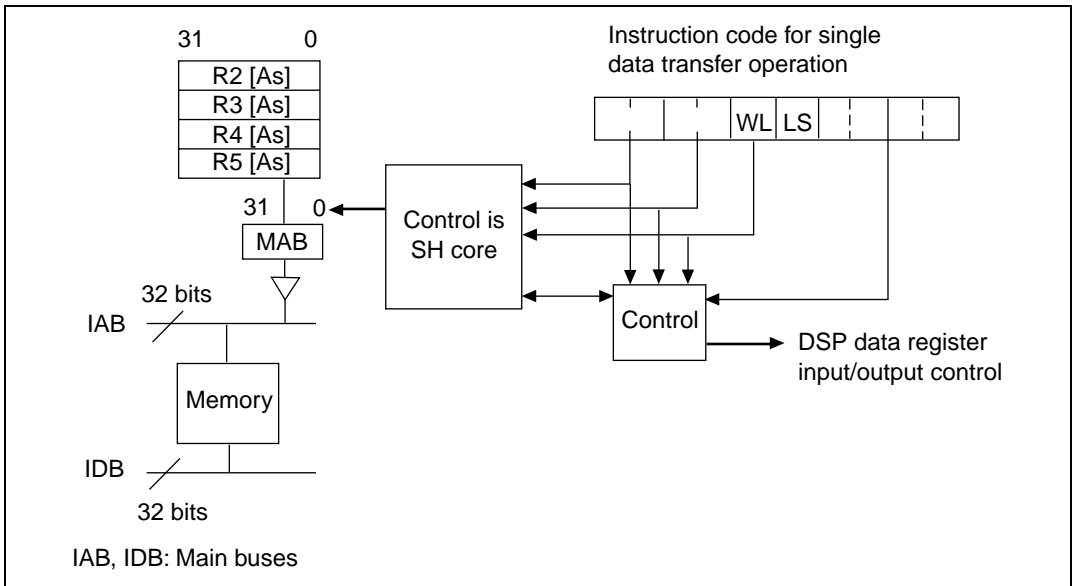 31 0
R2 [As]
R3 [As]
R4 [As]
R5 [As]
31 0
MAB
32 bits
IAB
Memory
IDB
32 bits
IAB, IDB: Main buses
Control is
SH core
Instruction code for single
data transfer operation
WL LS
Control
DSP data register
input/output control